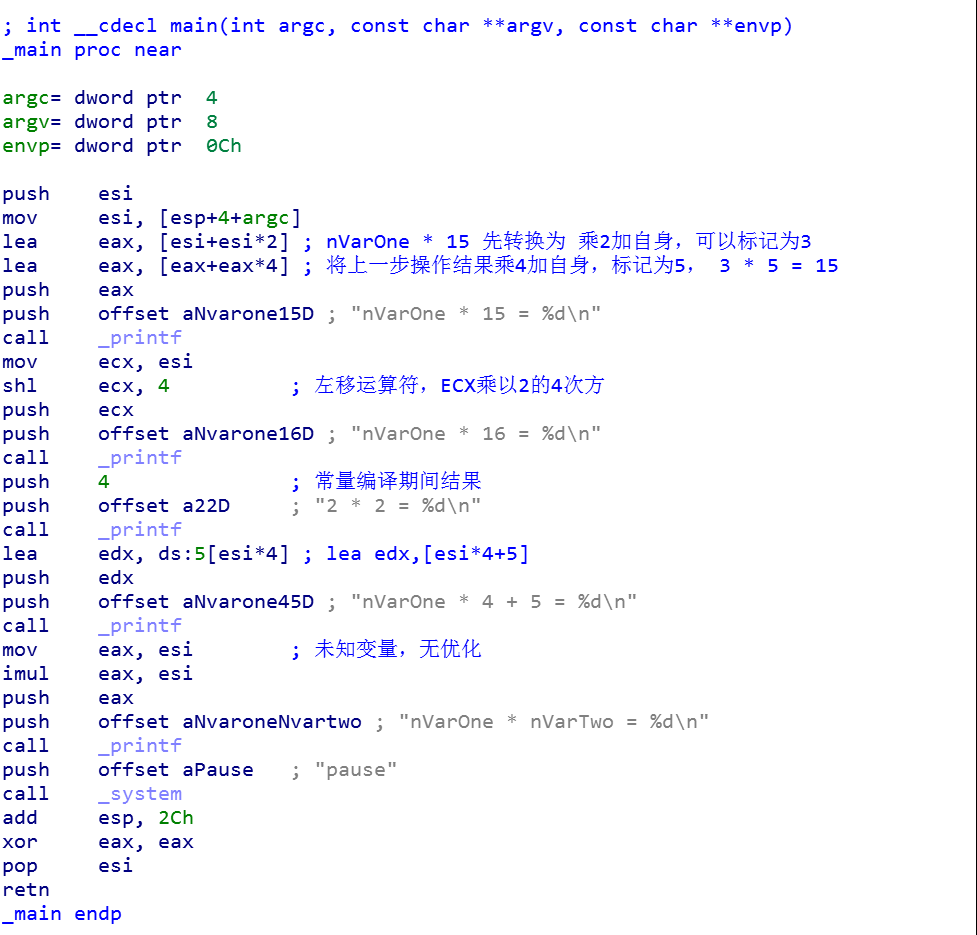 ; int __cdecl main(int argc, const char **argv, const char **envp)
_main proc near
argc= dword ptr  4
argv= dword ptr  8
envp= dword ptr  0Ch
push    esi
mov     esi, [esp+4+argc]
lea     eax, [esi+esi*2] ; nVarOne * 15 先转换为 乘2加自身，可以标记为3
lea     eax, [eax+eax*4] ; 将上一步操作结果乘4加自身，标记为5， 3 * 5 = 15
push    eax
push    offset aNvarone15D ; "nVarOne * 15 = %d\n"
call    _printf
mov     ecx, esi
shl     ecx, 4          ; 左移运算符，ECX乘以2的4次方
push    ecx
push    offset aNvarone16D ; "nVarOne * 16 = %d\n"
call    _printf
push    4               ; 常量编译期间结果
push    offset a22D     ; "2 * 2 = %d\n"
call    _printf
lea     edx, ds:5[esi*4] ; lea edx,[esi*4+5]
push    edx
push    offset aNvarone45D ; "nVarOne * 4 + 5 = %d\n"
call    _printf
mov     eax, esi        ; 未知变量，无优化
imul    eax, esi
push    eax
push    offset aNvaroneNvartwo ; "nVarOne * nVarTwo = %d\n"
call    _printf
push    offset aPause   ; "pause"
call    _system
add     esp, 2Ch
xor     eax, eax
pop     esi
retn
_main endp